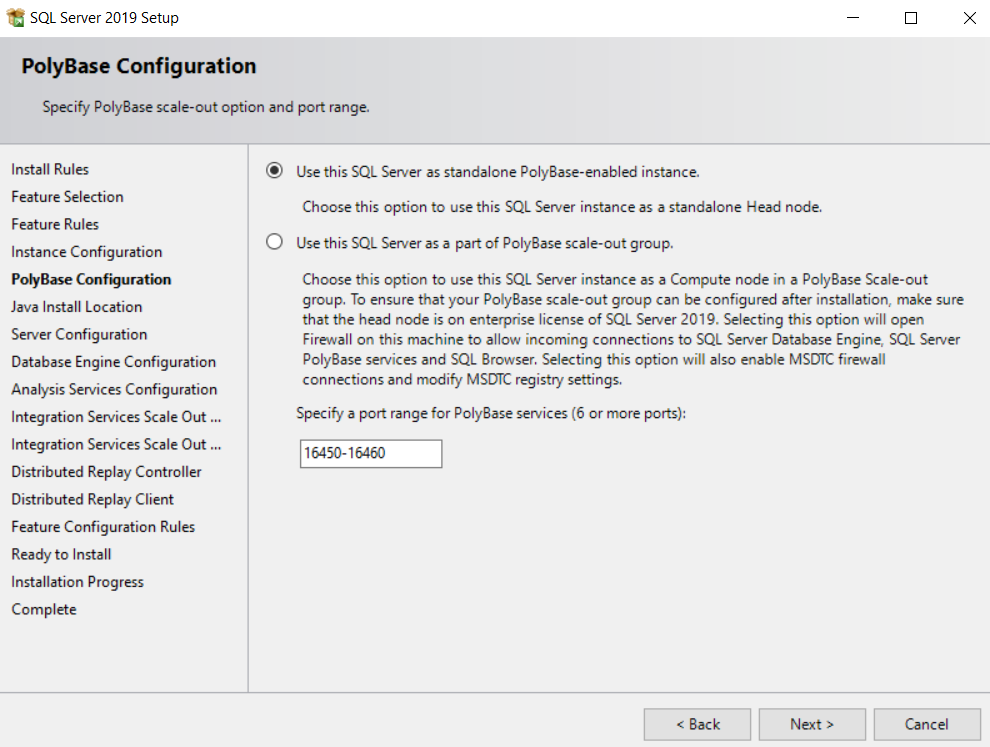 SQL Server 2019 Setup
PolyBase Configuration
Specify PolyBase scale-out option and port range.
Install Rules
Feature Selection
Feature Rules
Instance Configuration
PolyBase Configuration
Java Install Location
Server Configuration
Database Engine Configuration
Analysis Services Configuration
Integration Services Scale Out ...
Integration Services Scale Out ...
Distributed Replay Controller
Distributed Replay Client
Feature Configuration Rules
Ready to Install
Installation Progress
Complete
Use this SQL Server as standalone PolyBase-enabled instance.
Choose this option to use this SQL Server instance as a standalone Head node.
Use this SQL Server as a part of PolyBase scale-out group.
Choose this option to use this SQL Server instance as a Compute node in a PolyBase Scale-out
group. To ensure that your PolyBase scale-out group can be configured after installation, make sure
that the head node is on enterprise license of SQL Server 2019. Selecting this option will open
Firewall on this machine to allow incoming connections to SQL Server Database Engine, SQL Server
PolyBase services and SQL Browser. Selecting this option will also enable MSDTC firewall
connections and modify MSDTC registry settings.
Specify a port range for PolyBase services (6 or more ports):
16450-16460
< Back
Next >
Cancel